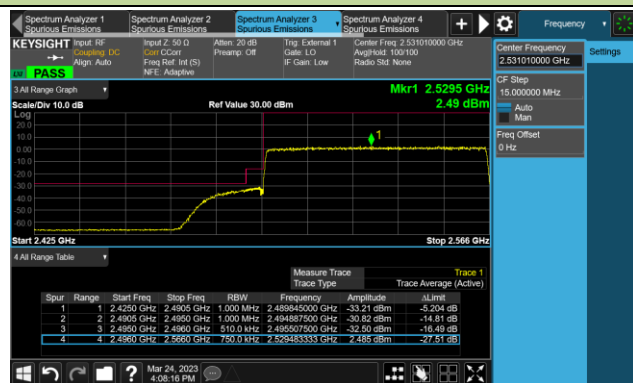 Spectrum Analyzer 1
Spurious Emissions
Spectrum Analyzer 2
Spurious Emissions
Spectrum Analyzer 3
Spurious Emissions
Spectrum Analyzer 4
Spurious Emissions
Frequency
KEYSIGHT
Input: RF
Coupling: DC
Align: Auto
Input Z: 50 Ω
Corr CCorr
Freq Ref: Int (S)
NFE: Adaptive
Atten: 20 dB
Preamp: Off
Trig: External 1
Gate: LO
IF Gain: Low
Center Freq: 2.531010000 GHz
Avg|Hold: 100/100
Radio Std: None
PASS
Center Frequency
2.531010000 GHz
Settings
CF Step
15.000000 MHz
Auto
Man
Freq Offset
0 Hz
3 All Range Graph
Mkr1 2.5295 GHz
Scale/Div 10.0 dB
Ref Value 30.00 dBm
2.49 dBm
Log
20.0
10.0
0.00
-10.0
-20.0
-30.0
-40.0
-50.0
-60.0
1
Start 2.425 GHz
Stop 2.566 GHz
4 All Range Table
Measure Trace Trace 1
Trace Type Trace Average (Active)
Spur Range Start Freq Stop Freq RBW Frequency Amplitude ΔLimit
1 1 2.4250 GHz 2.4905 GHz 1.000 MHz 2.489845000 GHz -33.21 dBm -5.204 dB
2 2 2.4905 GHz 2.4950 GHz 1.000 MHz 2.494887500 GHz -30.82 dBm -14.81 dB
3 3 2.4950 GHz 2.4960 GHz 510.0 kHz 2.495507500 GHz -32.50 dBm -16.49 dB
4 4 2.4960 GHz 2.5660 GHz 750.0 kHz 2.529483333 GHz 2.485 dBm -27.51 dB
Mar 24, 2023
4:08:16 PM